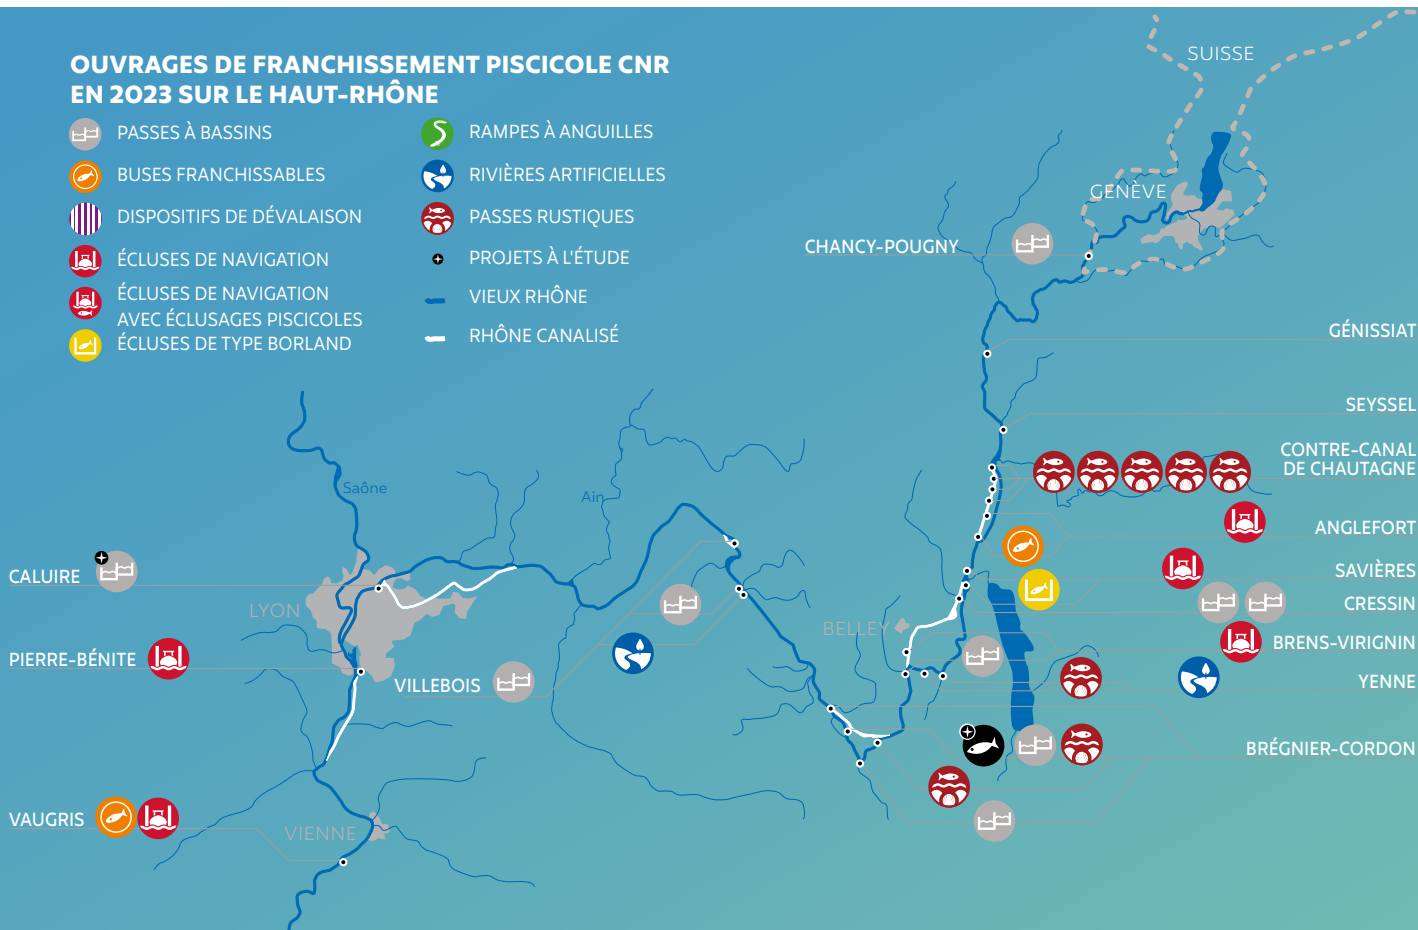 OUVRAGES DE FRANCHISSEMENT PISCICOLE CNR
EN 2023 SUR LE HAUT-RHÔNE
PASSES À BASSINS
BUSES FRANCHISSABLES
DISPOSITIFS DE DÉVALAISON
ÉCLUSES DE NAVIGATION
ÉCLUSES DE NAVIGATION
AVEC ÉCLUSAGES PISCICOLES
ÉCLUSES DE TYPE BORLAND
RAMPES À ANGUILLES
RIVIÈRES ARTIFICIELLES
PASSES RUSTIQUES
PROJETS À L'ÉTUDE
VIEUX RHÔNE
RHÔNE CANALISÉ
SUISSE
GENÈVE
CHANCY-POUGNY
GÉNISSIAT
SEYSSEL
CONTRE-CANAL
DE CHAUTAGNE
ANGLEFORT
SAVIÈRES
CRESSIN
BRENS-VIRIGNIN
YENNE
BRÉGNIER-CORDON
BELLEY
Saône
Ain
CALUIRE
LYON
PIERRE-BÉNITE
VILLEBOIS
VAUGRIS
VIENNE